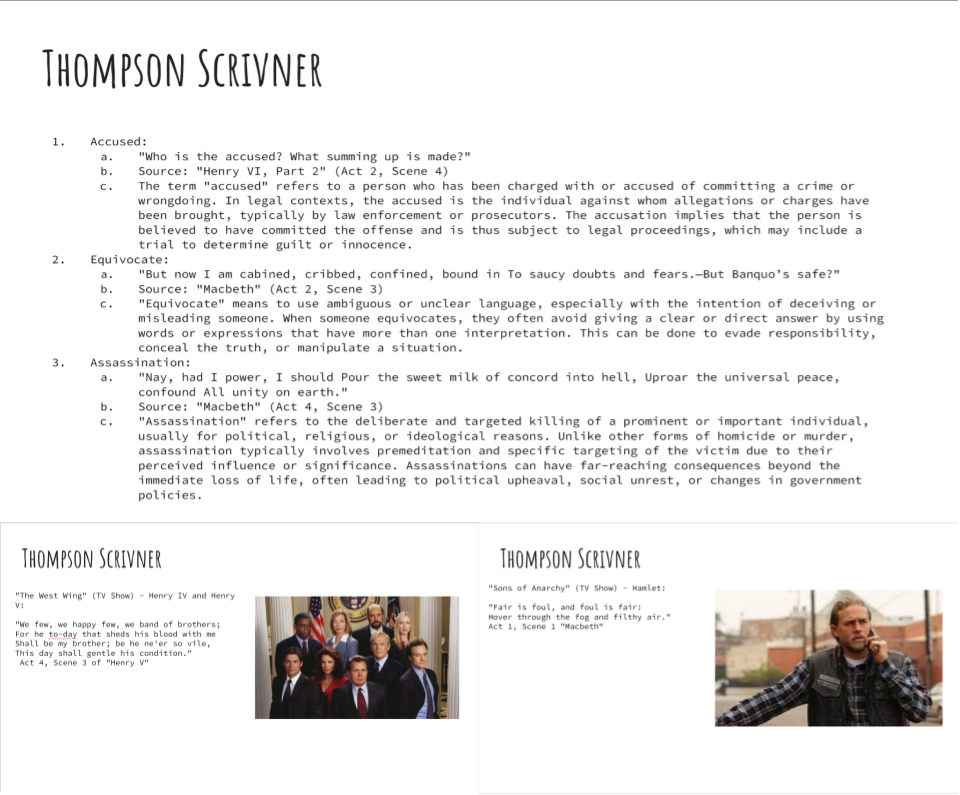 THOMPSON SCRIVNER
1. Accused:
a. "Who is the accused? What summing up is made?"
b. Source: "Henry VI, Part 2" (Act 2, Scene 4)
c. The term "accused" refers to a person who has been charged with or accused of committing a crime or
wrongdoing. In legal contexts, the accused is the individual against whom allegations or charges have
been brought, typically by law enforcement or prosecutors. The accusation implies that the person is
believed to have committed the offense and is thus subject to legal proceedings, which may include a
trial to determine guilt or innocence.
2. Equivocate:
a. "But now I am cabined, cribbed, confined, bound in To saucy doubts and fears.—But Banquo's safe?"
b. Source: "Macbeth" (Act 2, Scene 3)
c. "Equivocate" means to use ambiguous or unclear language, especially with the intention of deceiving or
misleading someone. When someone equivocates, they often avoid giving a clear or direct answer by using
words or expressions that have more than one interpretation. This can be done to evade responsibility,
conceal the truth, or manipulate a situation.
3. Assassination:
a. "Nay, had I power, I should Pour the sweet milk of concord into hell, Uproar the universal peace,
confound All unity on earth."
b. Source: "Macbeth" (Act 4, Scene 3)
c. "Assassination" refers to the deliberate and targeted killing of a prominent or important individual,
usually for political, religious, or ideological reasons. Unlike other forms of homicide or murder,
assassination typically involves premeditation and specific targeting of the victim due to their
perceived influence or significance. Assassinations can have far-reaching consequences beyond the
immediate loss of life, often leading to political upheaval, social unrest, or changes in government
policies.
THOMPSON SCRIVNER
"The West Wing" (TV Show) - Henry IV and Henry
V:
"We few, we happy few, we band of brothers;
For he to-day that sheds his blood with me
Shall be my brother; be he ne'er so vile,
This day shall gentle his condition."
Act 4, Scene 3 of "Henry V"
THOMPSON SCRIVNER
"Sons of Anarchy" (TV Show) - Hamlet:
"Fair is foul, and foul is fair:
Hover through the fog and filthy air."
Act 1, Scene 1 "Macbeth"